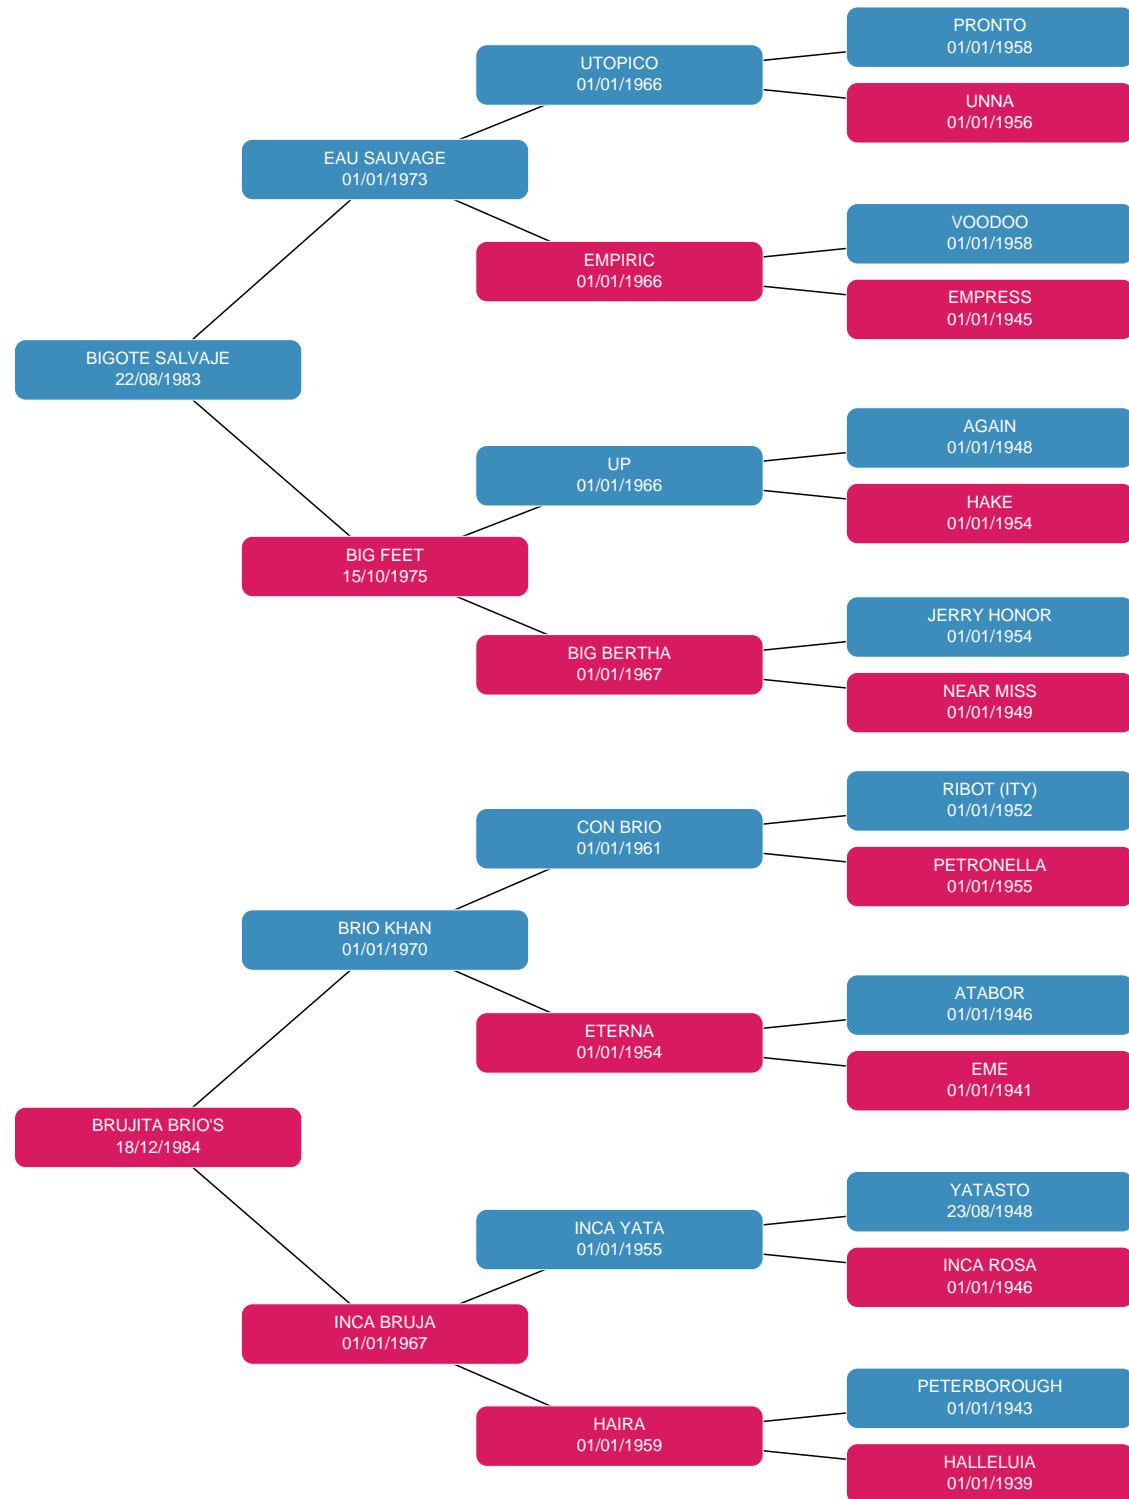 PRONTO
01/01/1958
UTOPICO
01/01/1966
UNNA
01/01/1956
EAU SAUVAGE
01/01/1973
VOODOO
01/01/1958
EMPIRIC
01/01/1966
EMPRESS
01/01/1945
BIGOTE SALVAJE
22/08/1983
AGAIN
01/01/1948
UP
01/01/1966
HAKE
01/01/1954
BIG FEET
15/10/1975
JERRY HONOR
01/01/1954
BIG BERTHA
01/01/1967
NEAR MISS
01/01/1949
RIBOT (ITY)
01/01/1952
CON BRIO
01/01/1961
PETRONELLA
01/01/1955
BRIO KHAN
01/01/1970
ATABOR
01/01/1946
ETERNA
01/01/1954
EME
01/01/1941
BRUJITA BRIO'S
18/12/1984
YATASTO
23/08/1948
INCA YATA
01/01/1955
INCA ROSA
01/01/1946
INCA BRUJA
01/01/1967
PETERBOROUGH
01/01/1943
HAIRA
01/01/1959
HALLELUIA
01/01/1939